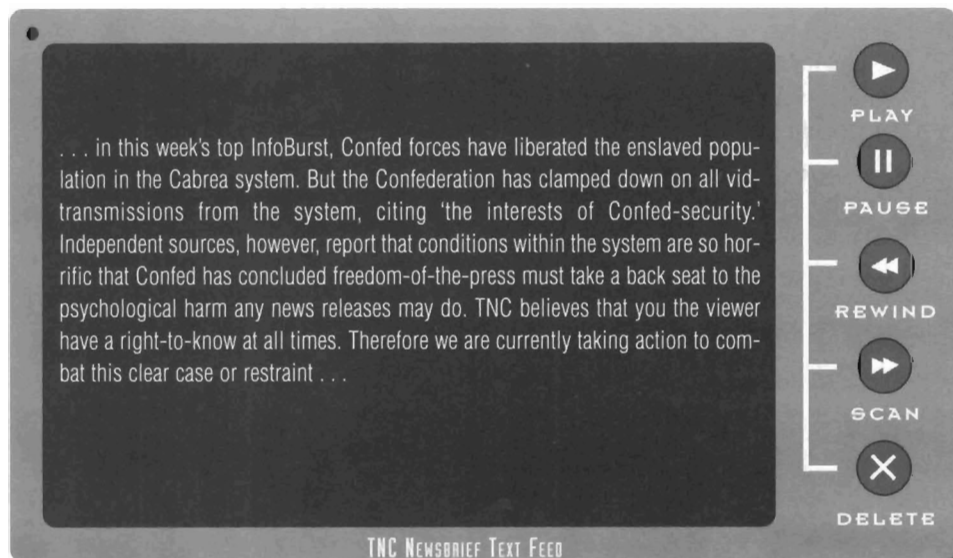 . . . in this week's top InfoBurst, Confed forces have liberated the enslaved popu-
lation in the Cabrea system. But the Confederation has clamped down on all vid-
transmissions from the system, citing 'the interests of Confed-security.'
Independent sources, however, report that conditions within the system are so hor-
rific that Confed has concluded freedom-of-the-press must take a back seat to the
psychological harm any news releases may do. TNC believes that you the viewer
have a right-to-know at all times. Therefore we are currently taking action to com-
bat this clear case or restraint . . .
PLAY
PAUSE
REWIND
SCAN
DELETE
TNC NEWSBRIEF TEXT FEED